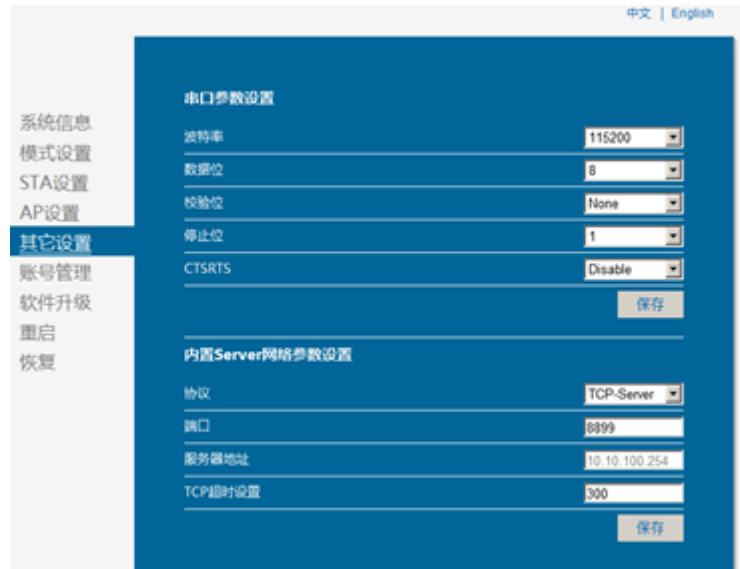 中文 | English
系统信息
模式设置
STA设置
AP设置
其它设置
账号管理
软件升级
重启
恢复
串口参数设置
波特率 115200
数据位 8
校验位 None
停止位 1
CTSRTS Disable
保存
内置Server网络参数设置
协议 TCP-Server
端口 8899
服务器地址 10.10.100.254
TCP超时设置 300
保存